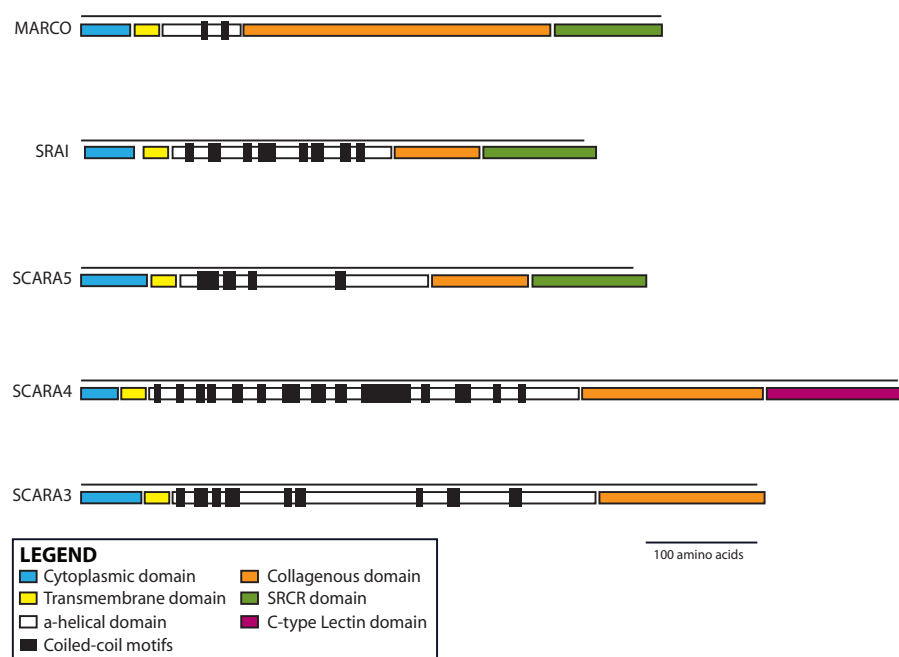 MARCO
SRAI
SCARA5
SCARA4
SCARA3
100 amino acids
LEGEND
Cytoplasmic domain
Collagenous domain
Transmembrane domain
SRCR domain
a-helical domain
C-type Lectin domain
Coiled-coil motifs